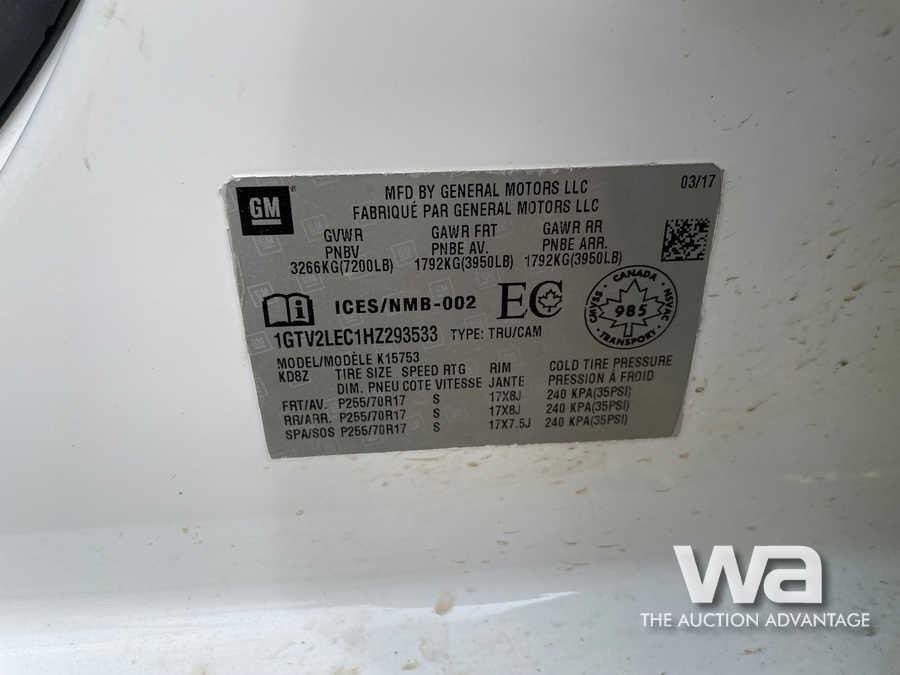 GM
MFD BY GENERAL MOTORS LLC
03/17
FABRIQUÉ PAR GENERAL MOTORS LLC
GVWR GAWR FRT GAWR RR
PNBV PNBE AV. PNBE ARR.
3266KG(7200LB) 1792KG(3950LB) 1792KG(3950LB)
ICES/NMB-002 EC
CANADA
CMVSS 985 NSVAC
TRANSPORT
1GTV2LEC1HZ293533 TYPE: TRU/CAM
MODEL/MODÈLE K15753
KD8Z TIRE SIZE SPEED RTG RIM COLD TIRE PRESSURE
DIM. PNEU COTE VITESSE JANTE PRESSION À FROID
FRT/AV. P255/70R17 S 17X8J 240 KPA(35PSI)
RR/ARR. P255/70R17 S 17X8J 240 KPA(35PSI)
SPA/SOS P255/70R17 S 17X7.5J 240 KPA(35PSI)
wa
THE AUCTION ADVANTAGE